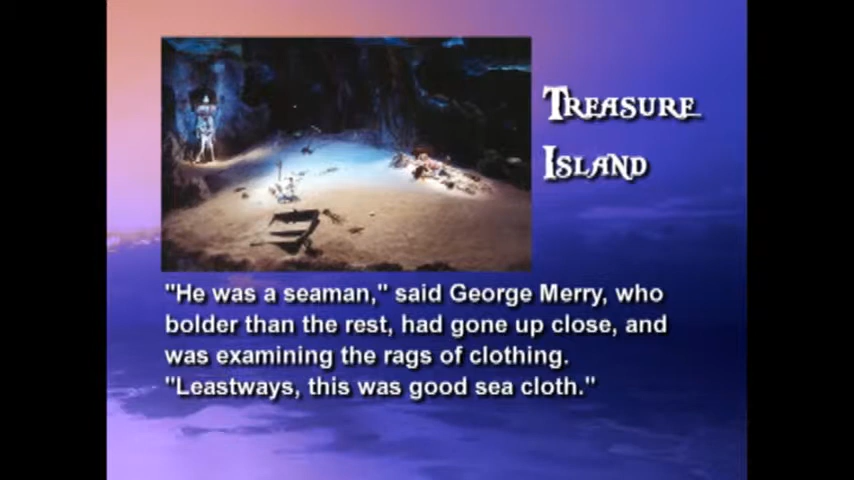 Treasure
Island
"He was a seaman," said George Merry, who
bolder than the rest, had gone up close, and
was examining the rags of clothing.
"Leastways, this was good sea cloth."